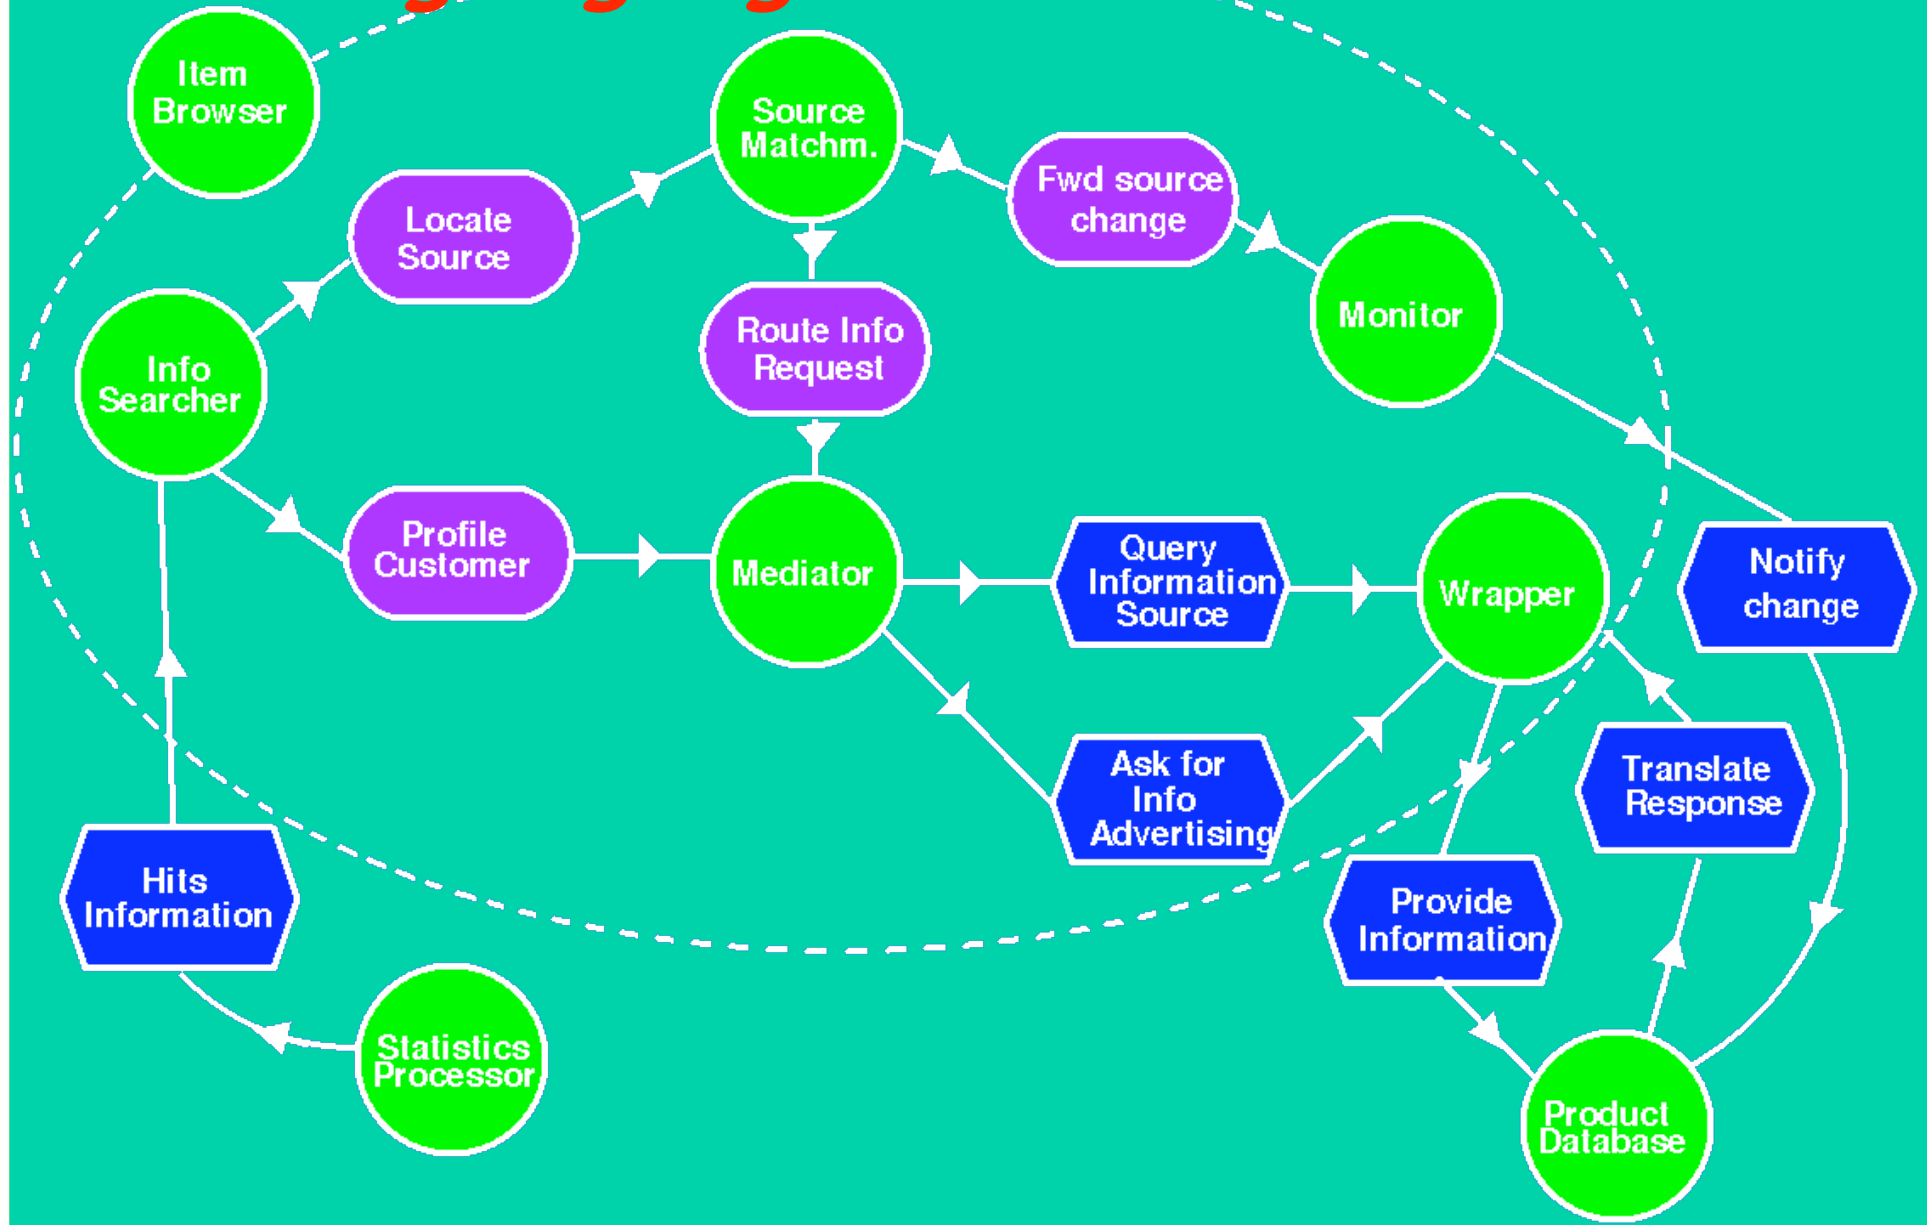 Item
Browser
Source
Matchm.
Fwd source
change
Locate
Source
Monitor
Route Info
Request
Info
Searcher
Profile
Customer
Mediator
Query
Information
Source
Wrapper
Notify
change
Ask for
Info
Advertising
Translate
Response
Hits
Information
Provide
Information
Statistics
Processor
Product
Database